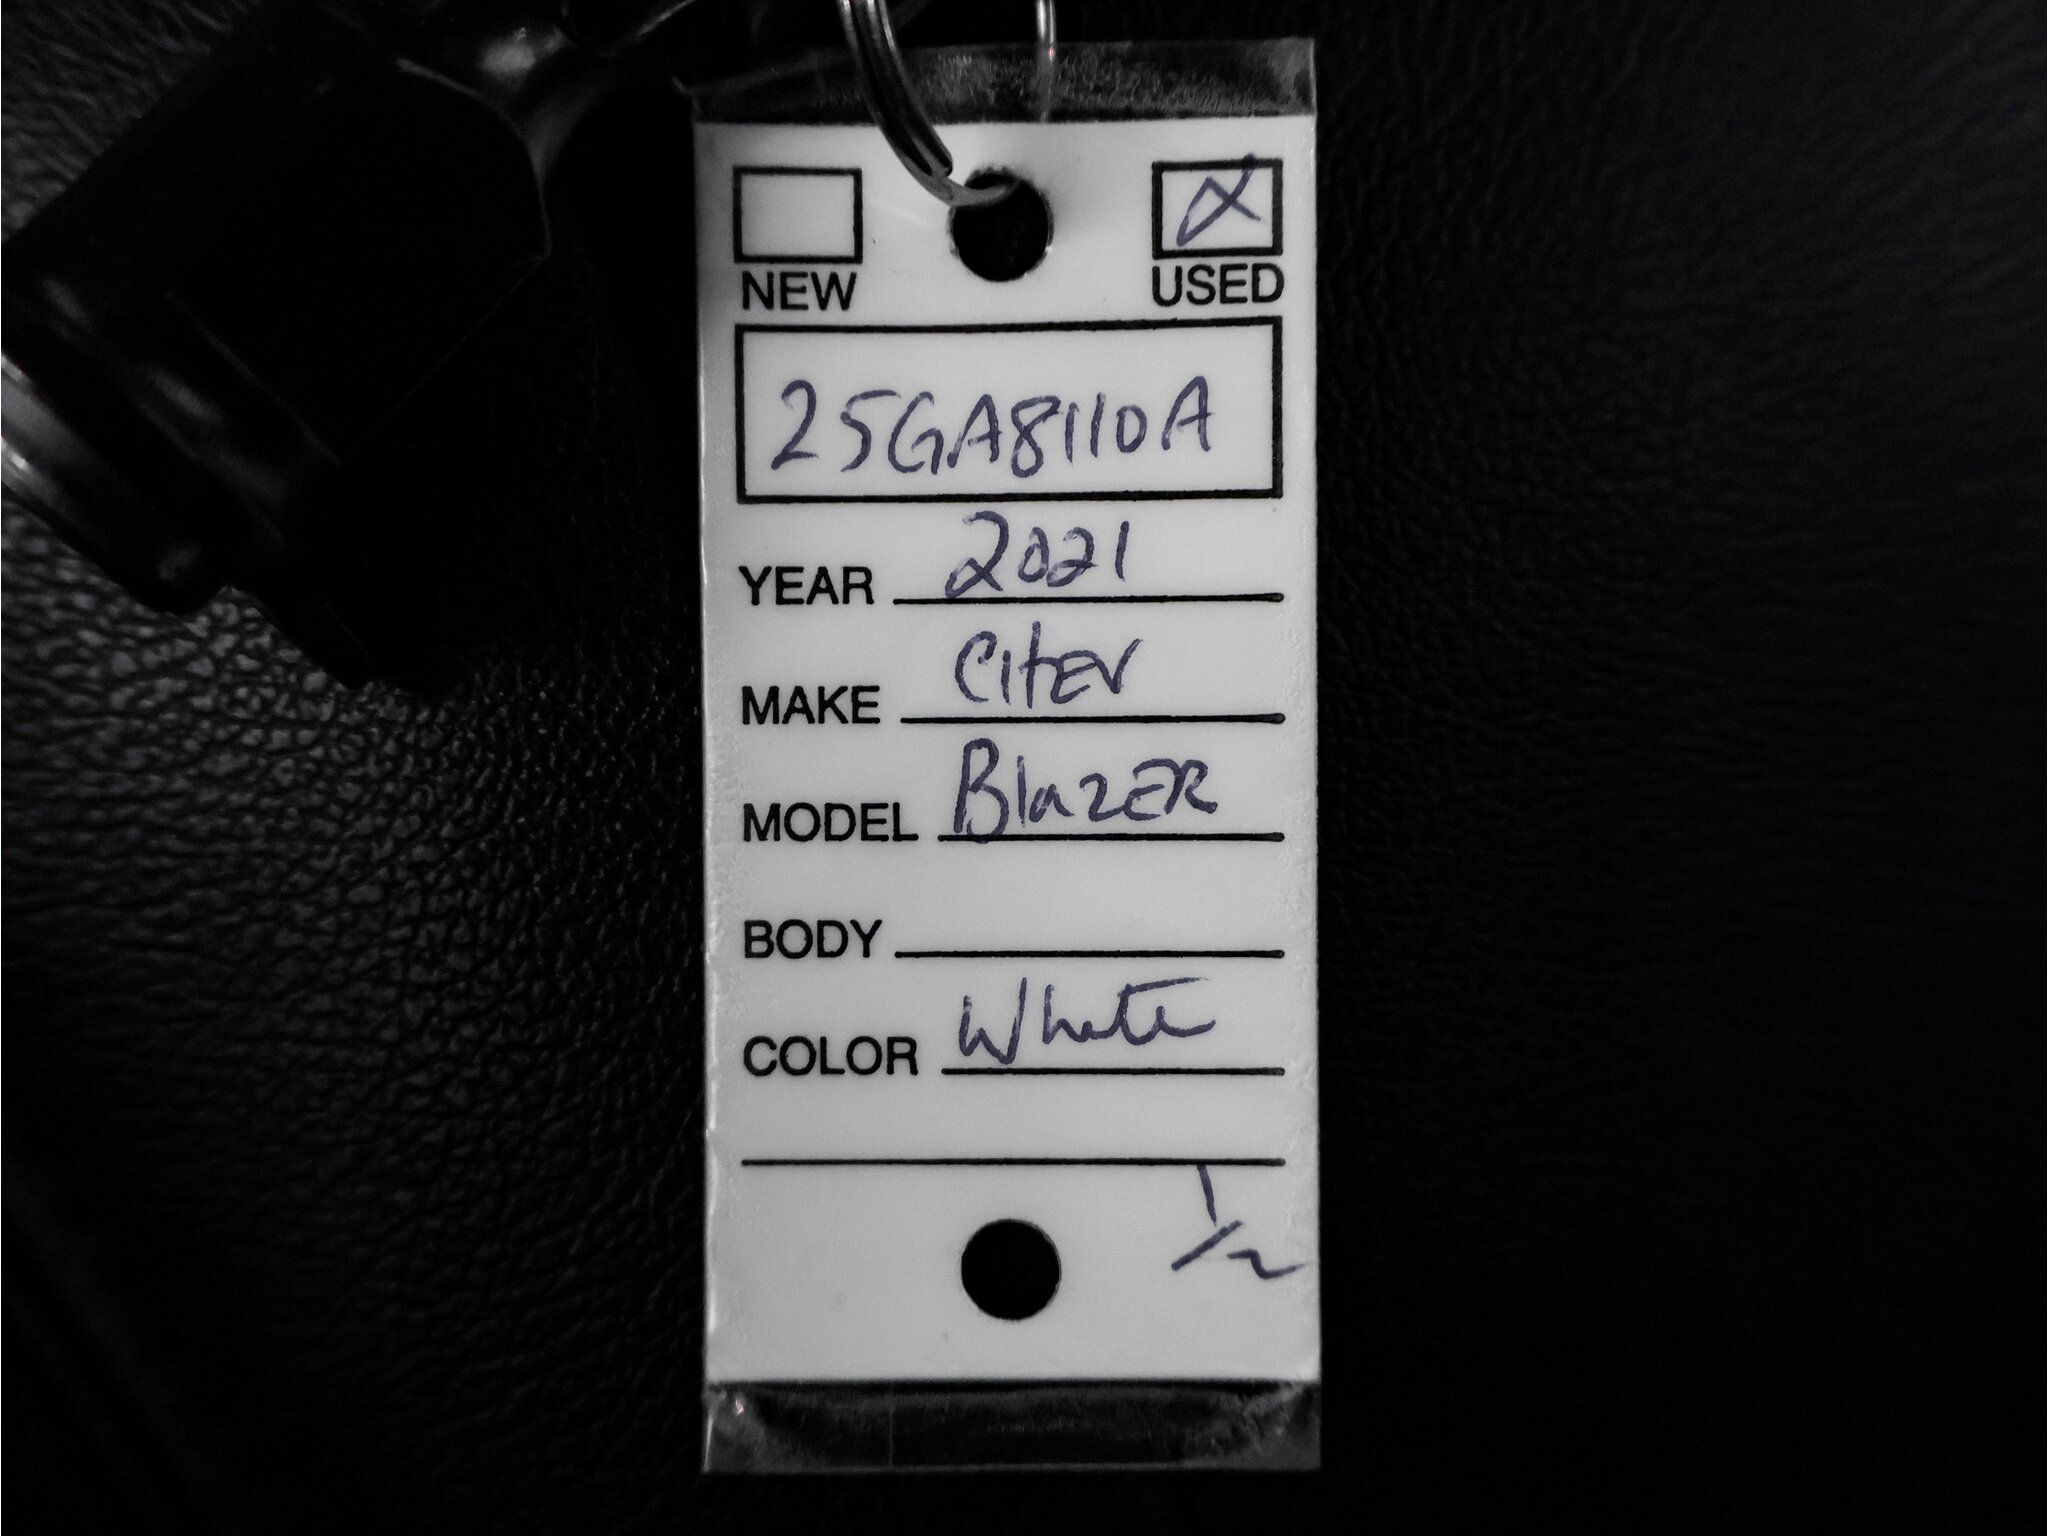 NEW USED
25GA8110A
YEAR 2021
MAKE CHEV
MODEL BlazER
BODY
COLOR White
1/2